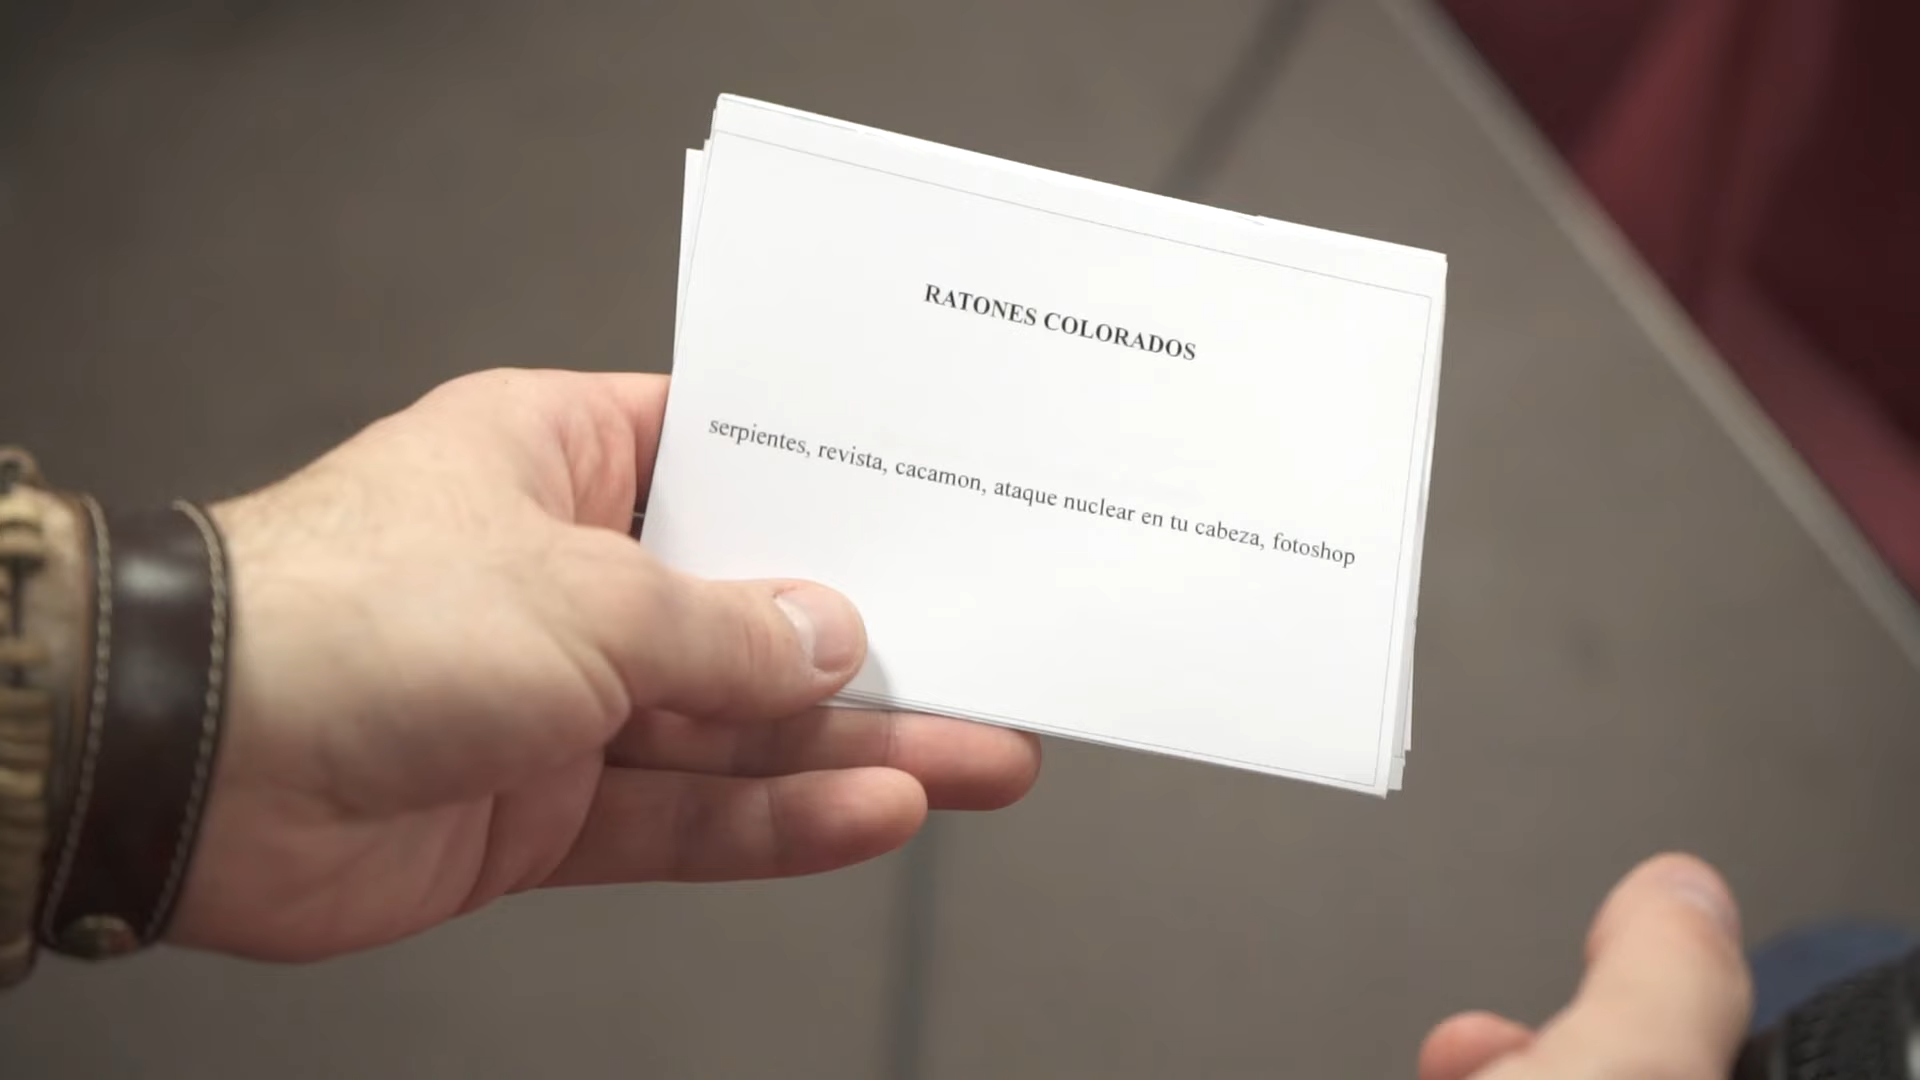 RATONES COLORADOS
serpientes, revista, cacamon, ataque nuclear en tu cabeza, fotoshop